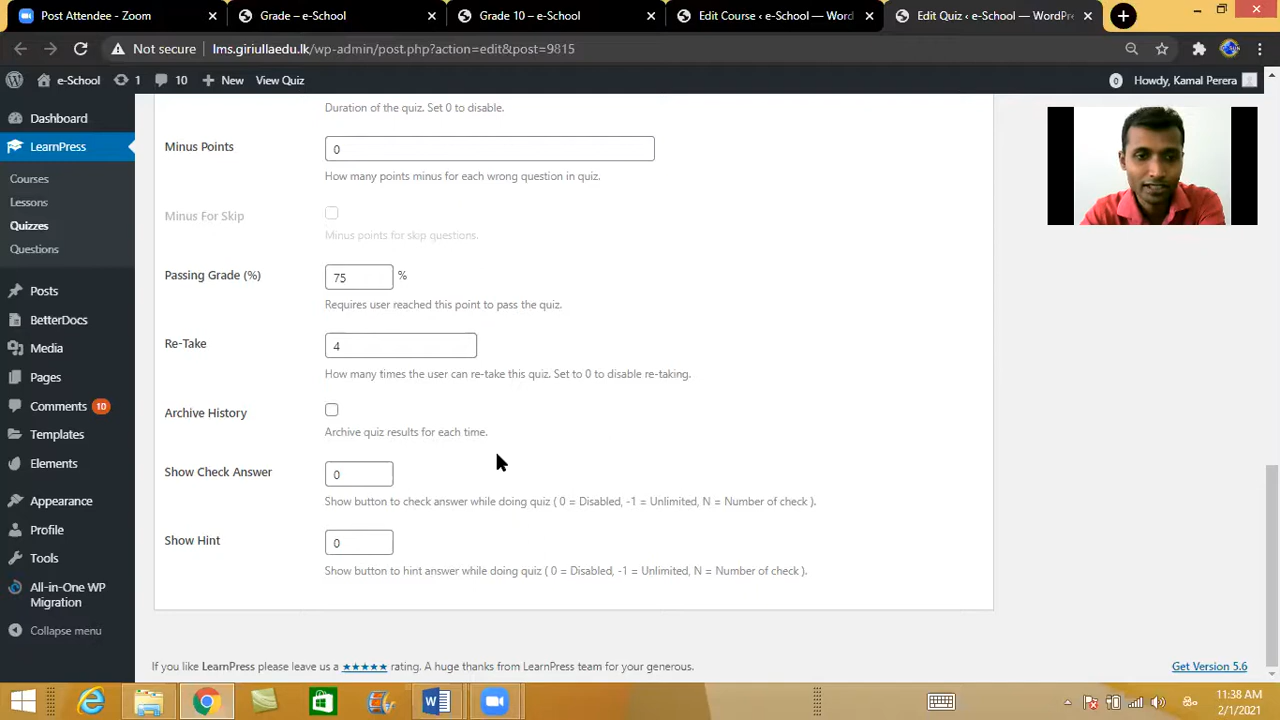 Post Attendee - Zoom
Grade – e-School
Grade 10 – e-School
Edit Course ‹ e-School — Word
Edit Quiz ‹ e-School — WordPre
Not secure
lms.giriullaedu.lk/wp-admin/post.php?action=edit&post=9815
e-School
1
10
New
View Quiz
Howdy, Kamal Perera
Dashboard
LearnPress
Courses
Lessons
Quizzes
Questions
Posts
BetterDocs
Media
Pages
Comments 10
Templates
Elements
Appearance
Profile
Tools
All-in-One WP
Migration
Collapse menu
Duration of the quiz. Set 0 to disable.
Minus Points
0
How many points minus for each wrong question in quiz.
Minus For Skip
Minus points for skip questions.
Passing Grade (%)
75 %
Requires user reached this point to pass the quiz.
Re-Take
4
How many times the user can re-take this quiz. Set to 0 to disable re-taking.
Archive History
Archive quiz results for each time.
Show Check Answer
0
Show button to check answer while doing quiz ( 0 = Disabled, -1 = Unlimited, N = Number of check ).
Show Hint
0
Show button to hint answer while doing quiz ( 0 = Disabled, -1 = Unlimited, N = Number of check ).
If you like LearnPress please leave us a ★★★★★ rating. A huge thanks from LearnPress team for your generous.
Get Version 5.6
11:38 AM
2/1/2021